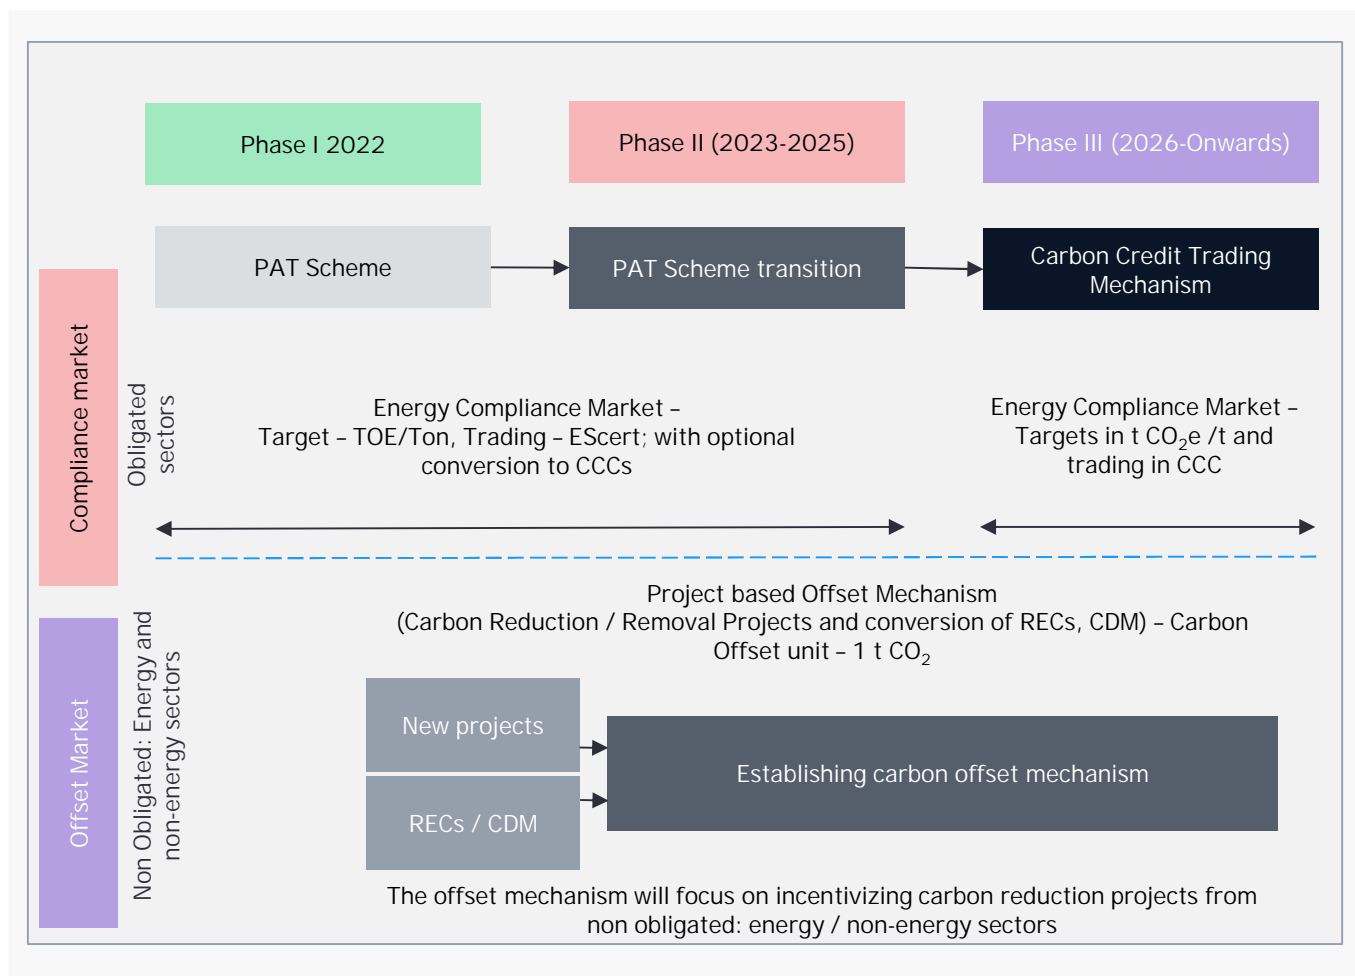 Phase I 2022
Phase II (2023-2025)
Phase III (2026-Onwards)
PAT Scheme
PAT Scheme transition
Carbon Credit Trading
Mechanism
Compliance market
Obligated
sectors
Energy Compliance Market –
Target – TOE/Ton, Trading – EScert; with optional
conversion to CCCs
Energy Compliance Market –
Targets in t CO₂e /t and
trading in CCC
Offset Market
Non Obligated: Energy and
non-energy sectors
Project based Offset Mechanism
(Carbon Reduction / Removal Projects and conversion of RECs, CDM) – Carbon
Offset unit – 1 t CO₂
New projects
RECs / CDM
Establishing carbon offset mechanism
The offset mechanism will focus on incentivizing carbon reduction projects from
non obligated: energy / non-energy sectors